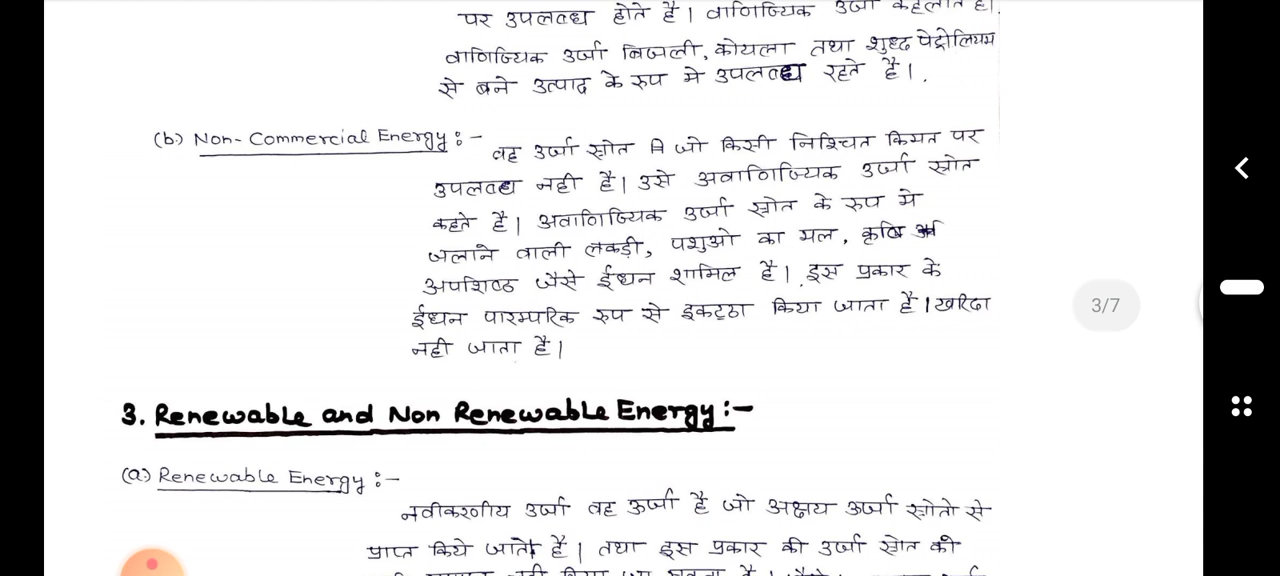 पर उपलब्ध होते है। वाणिज्यिक उर्जा कहलाते है।
वाणिज्यिक उर्जा बिजली, कोयला तथा शुद्ध पेट्रोलियम
से बने उत्पाद के रुप मे उपलब्ध रहते है।
(b) Non-Commercial Energy:-
वह उर्जा स्रोत जो किसी निश्चित किमत पर
उपलब्ध नही है। उसे अवाणिज्यिक उर्जा स्रोत
कहते है। अवाणिज्यिक उर्जा स्रोत के रुप मे
जलाने वाली लकड़ी, पशुओ का मल, कृषि
अपशिष्ठ जैसे ईंधन शामिल है। इस प्रकार के
ईंधन पारम्परिक रुप से इकट्ठा किया जाता है। खरिदा
नही जाता है।
3/7
3. Renewable and Non Renewable Energy:-
(a) Renewable Energy:-
नवीकरणीय उर्जा वह ऊर्जा है जो अक्षय ऊर्जा स्रोतो से
प्राप्त किये जाते है। तथा इस प्रकार की उर्जा स्रोत की